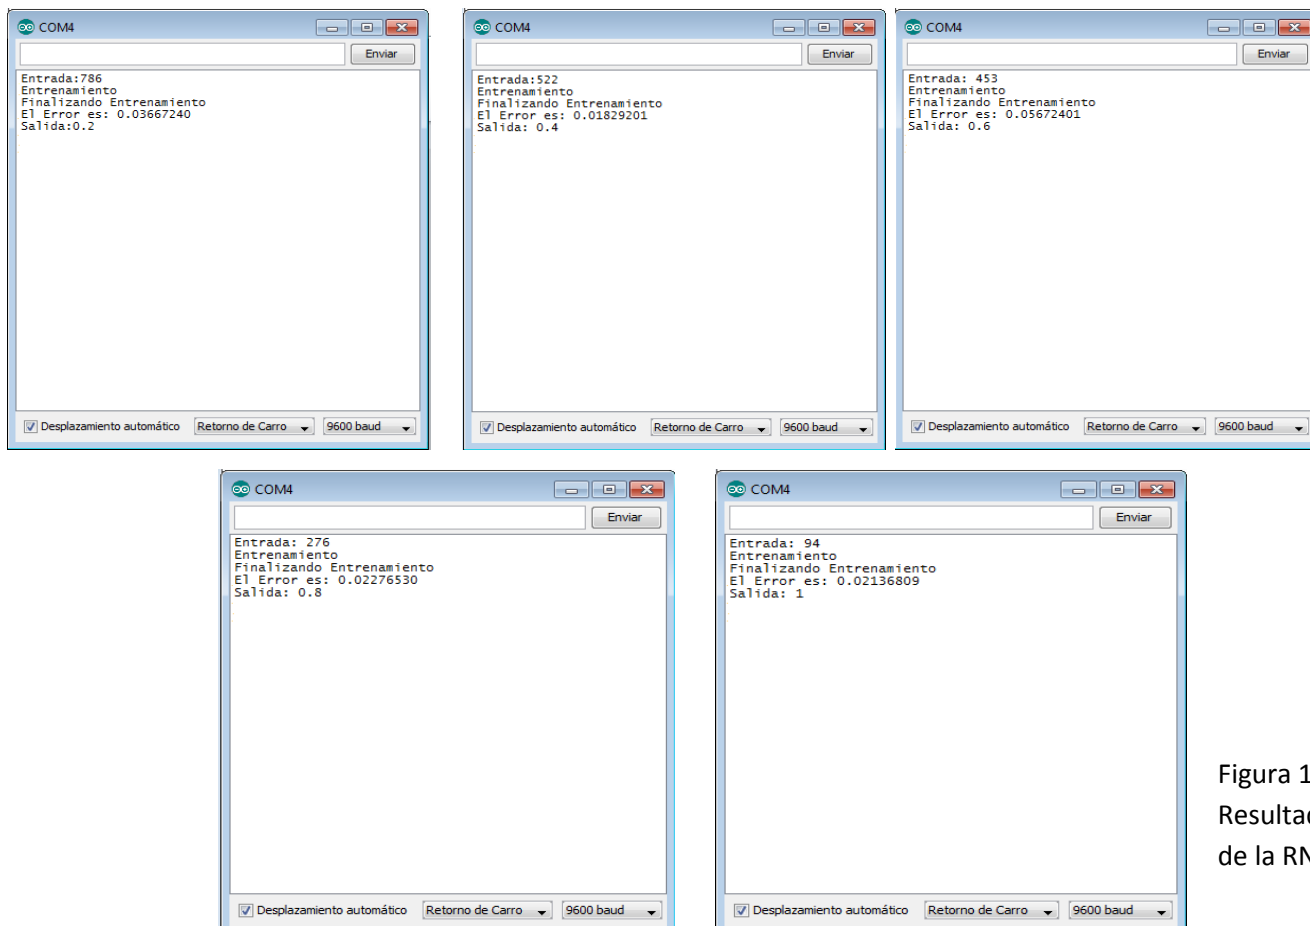 COM4
Enviar
Entrada:786
Entrenamiento
Finalizando Entrenamiento
El Error es: 0.03667240
Salida:0.2
Desplazamiento automático Retorno de Carro 9600 baud
COM4
Enviar
Entrada:522
Entrenamiento
Finalizando Entrenamiento
El Error es: 0.01829201
Salida: 0.4
Desplazamiento automático Retorno de Carro 9600 baud
COM4
Enviar
Entrada: 453
Entrenamiento
Finalizando Entrenamiento
El Error es: 0.05672401
Salida: 0.6
Desplazamiento automático Retorno de Carro 9600 baud
COM4
Enviar
Entrada: 276
Entrenamiento
Finalizando Entrenamiento
El Error es: 0.02276530
Salida: 0.8
Desplazamiento automático Retorno de Carro 9600 baud
COM4
Enviar
Entrada: 94
Entrenamiento
Finalizando Entrenamiento
El Error es: 0.02136809
Salida: 1
Desplazamiento automático Retorno de Carro 9600 baud
Figura 1
de la